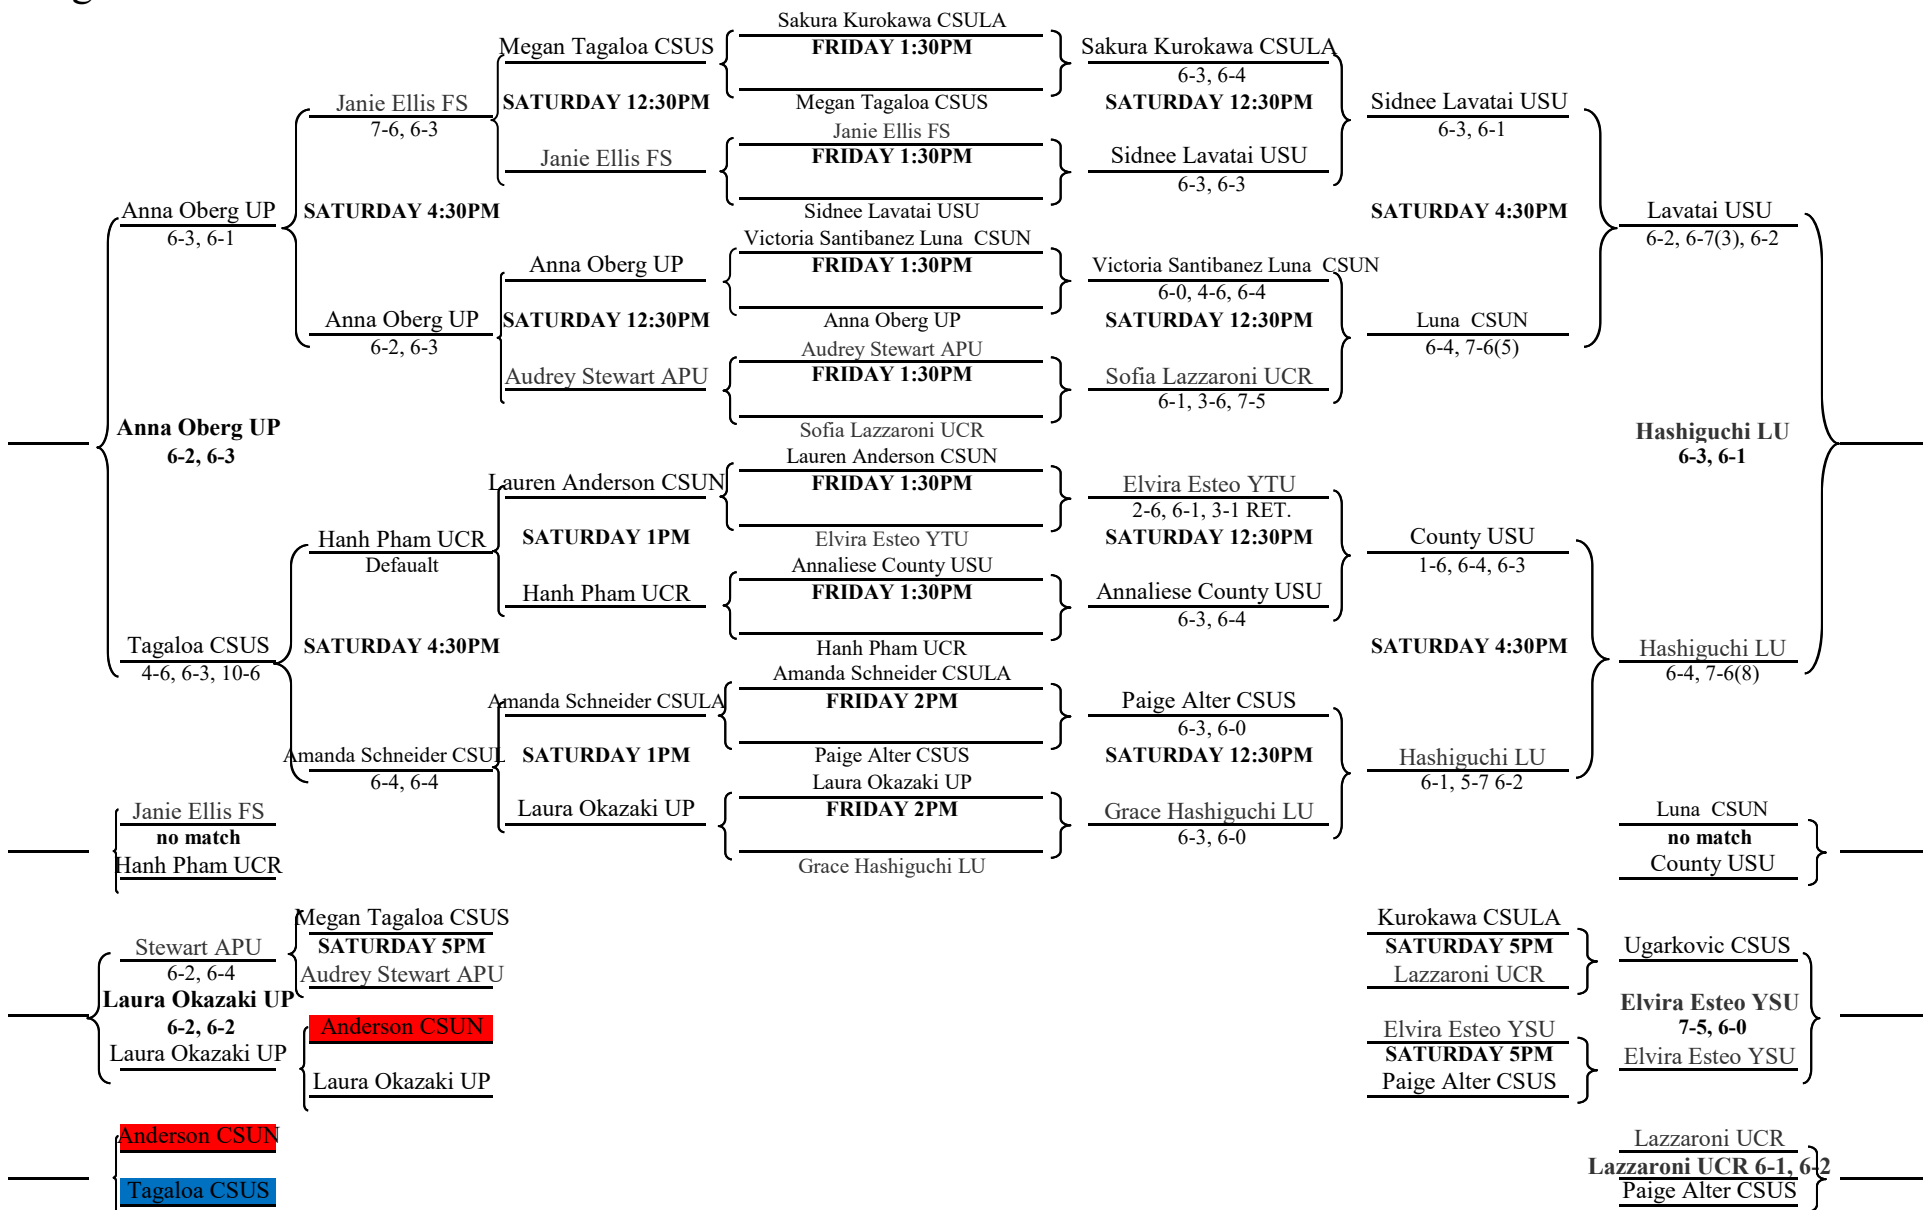 Sakura Kurokawa CSULA
Megan Tagaloa CSUS
FRIDAY 1:30PM
Sakura Kurokawa CSULA
6-3, 6-4
Janie Ellis FS
SATURDAY 12:30PM
Megan Tagaloa CSUS
SATURDAY 12:30PM
Sidnee Lavatai USU
7-6, 6-3
Janie Ellis FS
6-3, 6-1
Janie Ellis FS
FRIDAY 1:30PM
Sidnee Lavatai USU
6-3, 6-3
Anna Oberg UP
SATURDAY 4:30PM
Sidnee Lavatai USU
SATURDAY 4:30PM
Lavatai USU
6-3, 6-1
Victoria Santibanez Luna CSUN
6-2, 6-7(3), 6-2
Anna Oberg UP
FRIDAY 1:30PM
Victoria Santibanez Luna CSUN
6-0, 4-6, 6-4
Anna Oberg UP
SATURDAY 12:30PM
Anna Oberg UP
SATURDAY 12:30PM
Luna CSUN
6-2, 6-3
Audrey Stewart APU
6-4, 7-6(5)
Audrey Stewart APU
FRIDAY 1:30PM
Sofia Lazzaroni UCR
6-1, 3-6, 7-5
Anna Oberg UP
Sofia Lazzaroni UCR
Hashiguchi LU
6-2, 6-3
Lauren Anderson CSUN
6-3, 6-1
Lauren Anderson CSUN
FRIDAY 1:30PM
Elvira Esteo YTU
2-6, 6-1, 3-1 RET.
Hanh Pham UCR
SATURDAY 1PM
Elvira Esteo YTU
SATURDAY 12:30PM
County USU
Defaualt
Annaliese County USU
1-6, 6-4, 6-3
Hanh Pham UCR
FRIDAY 1:30PM
Annaliese County USU
6-3, 6-4
Tagaloa CSUS
SATURDAY 4:30PM
Hanh Pham UCR
SATURDAY 4:30PM
Hashiguchi LU
4-6, 6-3, 10-6
Amanda Schneider CSULA
6-4, 7-6(8)
Amanda Schneider CSULA
FRIDAY 2PM
Paige Alter CSUS
6-3, 6-0
Amanda Schneider CSUL
SATURDAY 1PM
Paige Alter CSUS
SATURDAY 12:30PM
Hashiguchi LU
6-4, 6-4
Laura Okazaki UP
6-1, 5-7 6-2
Janie Ellis FS
Laura Okazaki UP
FRIDAY 2PM
Grace Hashiguchi LU
Luna CSUN
no match
6-3, 6-0
no match
Hanh Pham UCR
Grace Hashiguchi LU
County USU
Megan Tagaloa CSUS
Kurokawa CSULA
Stewart APU
SATURDAY 5PM
SATURDAY 5PM
Ugarkovic CSUS
6-2, 6-4
Audrey Stewart APU
Lazzaroni UCR
Laura Okazaki UP
Elvira Esteo YSU
6-2, 6-2
Anderson CSUN
Elvira Esteo YSU
7-5, 6-0
Laura Okazaki UP
SATURDAY 5PM
Elvira Esteo YSU
Laura Okazaki UP
Paige Alter CSUS
Anderson CSUN
Lazzaroni UCR
Lazzaroni UCR 6-1, 6-2
Tagaloa CSUS
Paige Alter CSUS